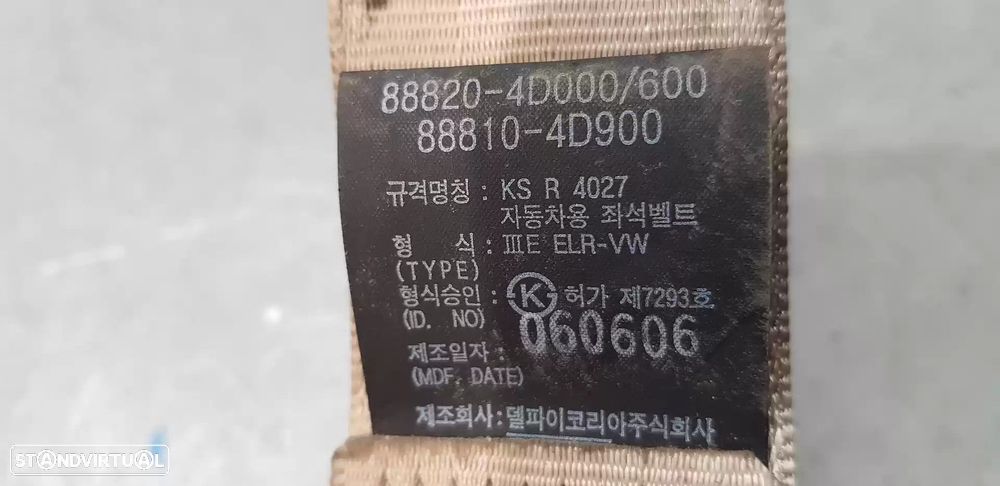 88820-4D000/600
88810-4D900
규격명칭 : KS R 4027
자동차용 좌석벨트
형 식 : ⅢE ELR-VW
(TYPE)
형식승인 : K 허가 제7293호
(ID. NO)
060606
제조일자 :
(MDF. DATE)
제조회사 : 델파이코리아주식회사
STANDVIRTUAL